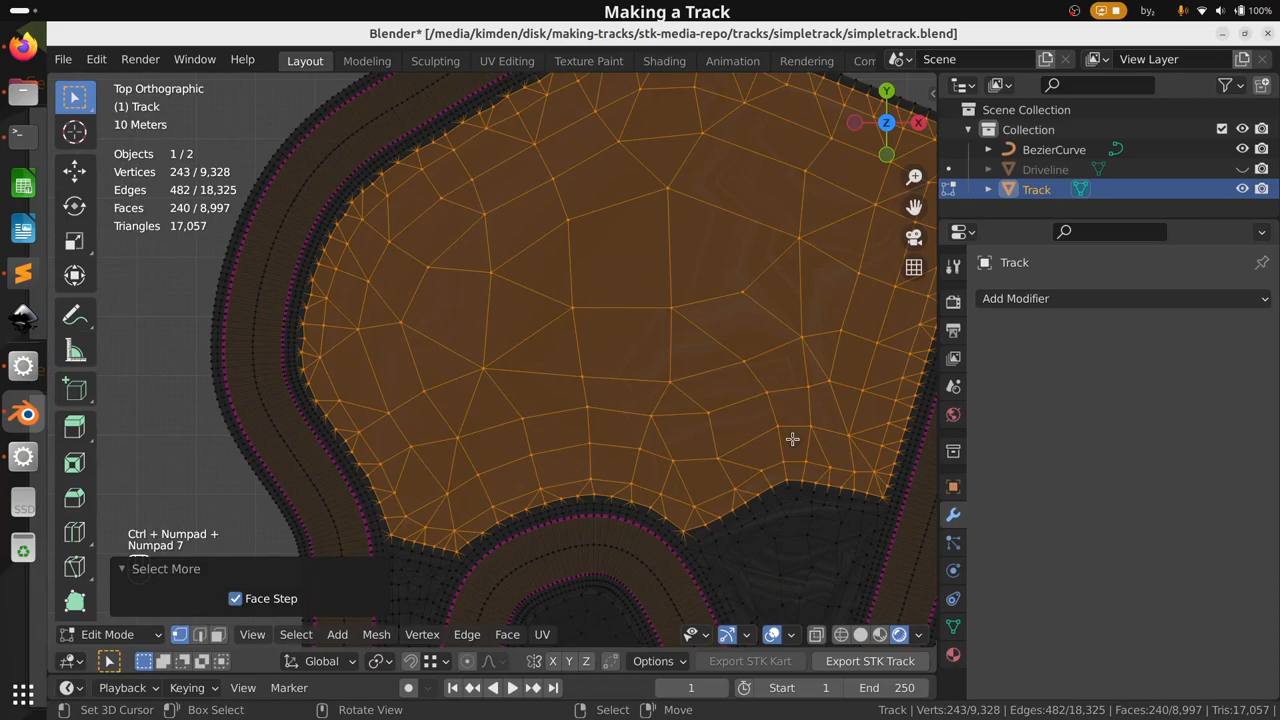 Making a Track
by₂
100%
Blender* [/media/kimden/disk/making-tracks/stk-media-repo/tracks/simpletrack/simpletrack.blend]
File Edit Render Window Help Layout Modeling Sculpting UV Editing Texture Paint Shading Animation Rendering Com Scene View Layer
Top Orthographic
(1) Track
10 Meters
Objects 1 / 2
Vertices 243 / 9,328
Edges 482 / 18,325
Faces 240 / 8,997
Triangles 17,057
Y
Z
X
Scene Collection
Collection
BezierCurve
Driveline
Track
Track
Add Modifier
SSD
Ctrl + Numpad +
Numpad 7
Select More
Face Step
Edit Mode View Select Add Mesh Vertex Edge Face UV
Global X Y Z Options Export STK Kart Export STK Track
Playback Keying View Marker 1 Start 1 End 250
Set 3D Cursor Box Select Rotate View Select Move Track | Verts:243/9,328 | Edges:482/18,325 | Faces:240/8,997 | Tris:17,057